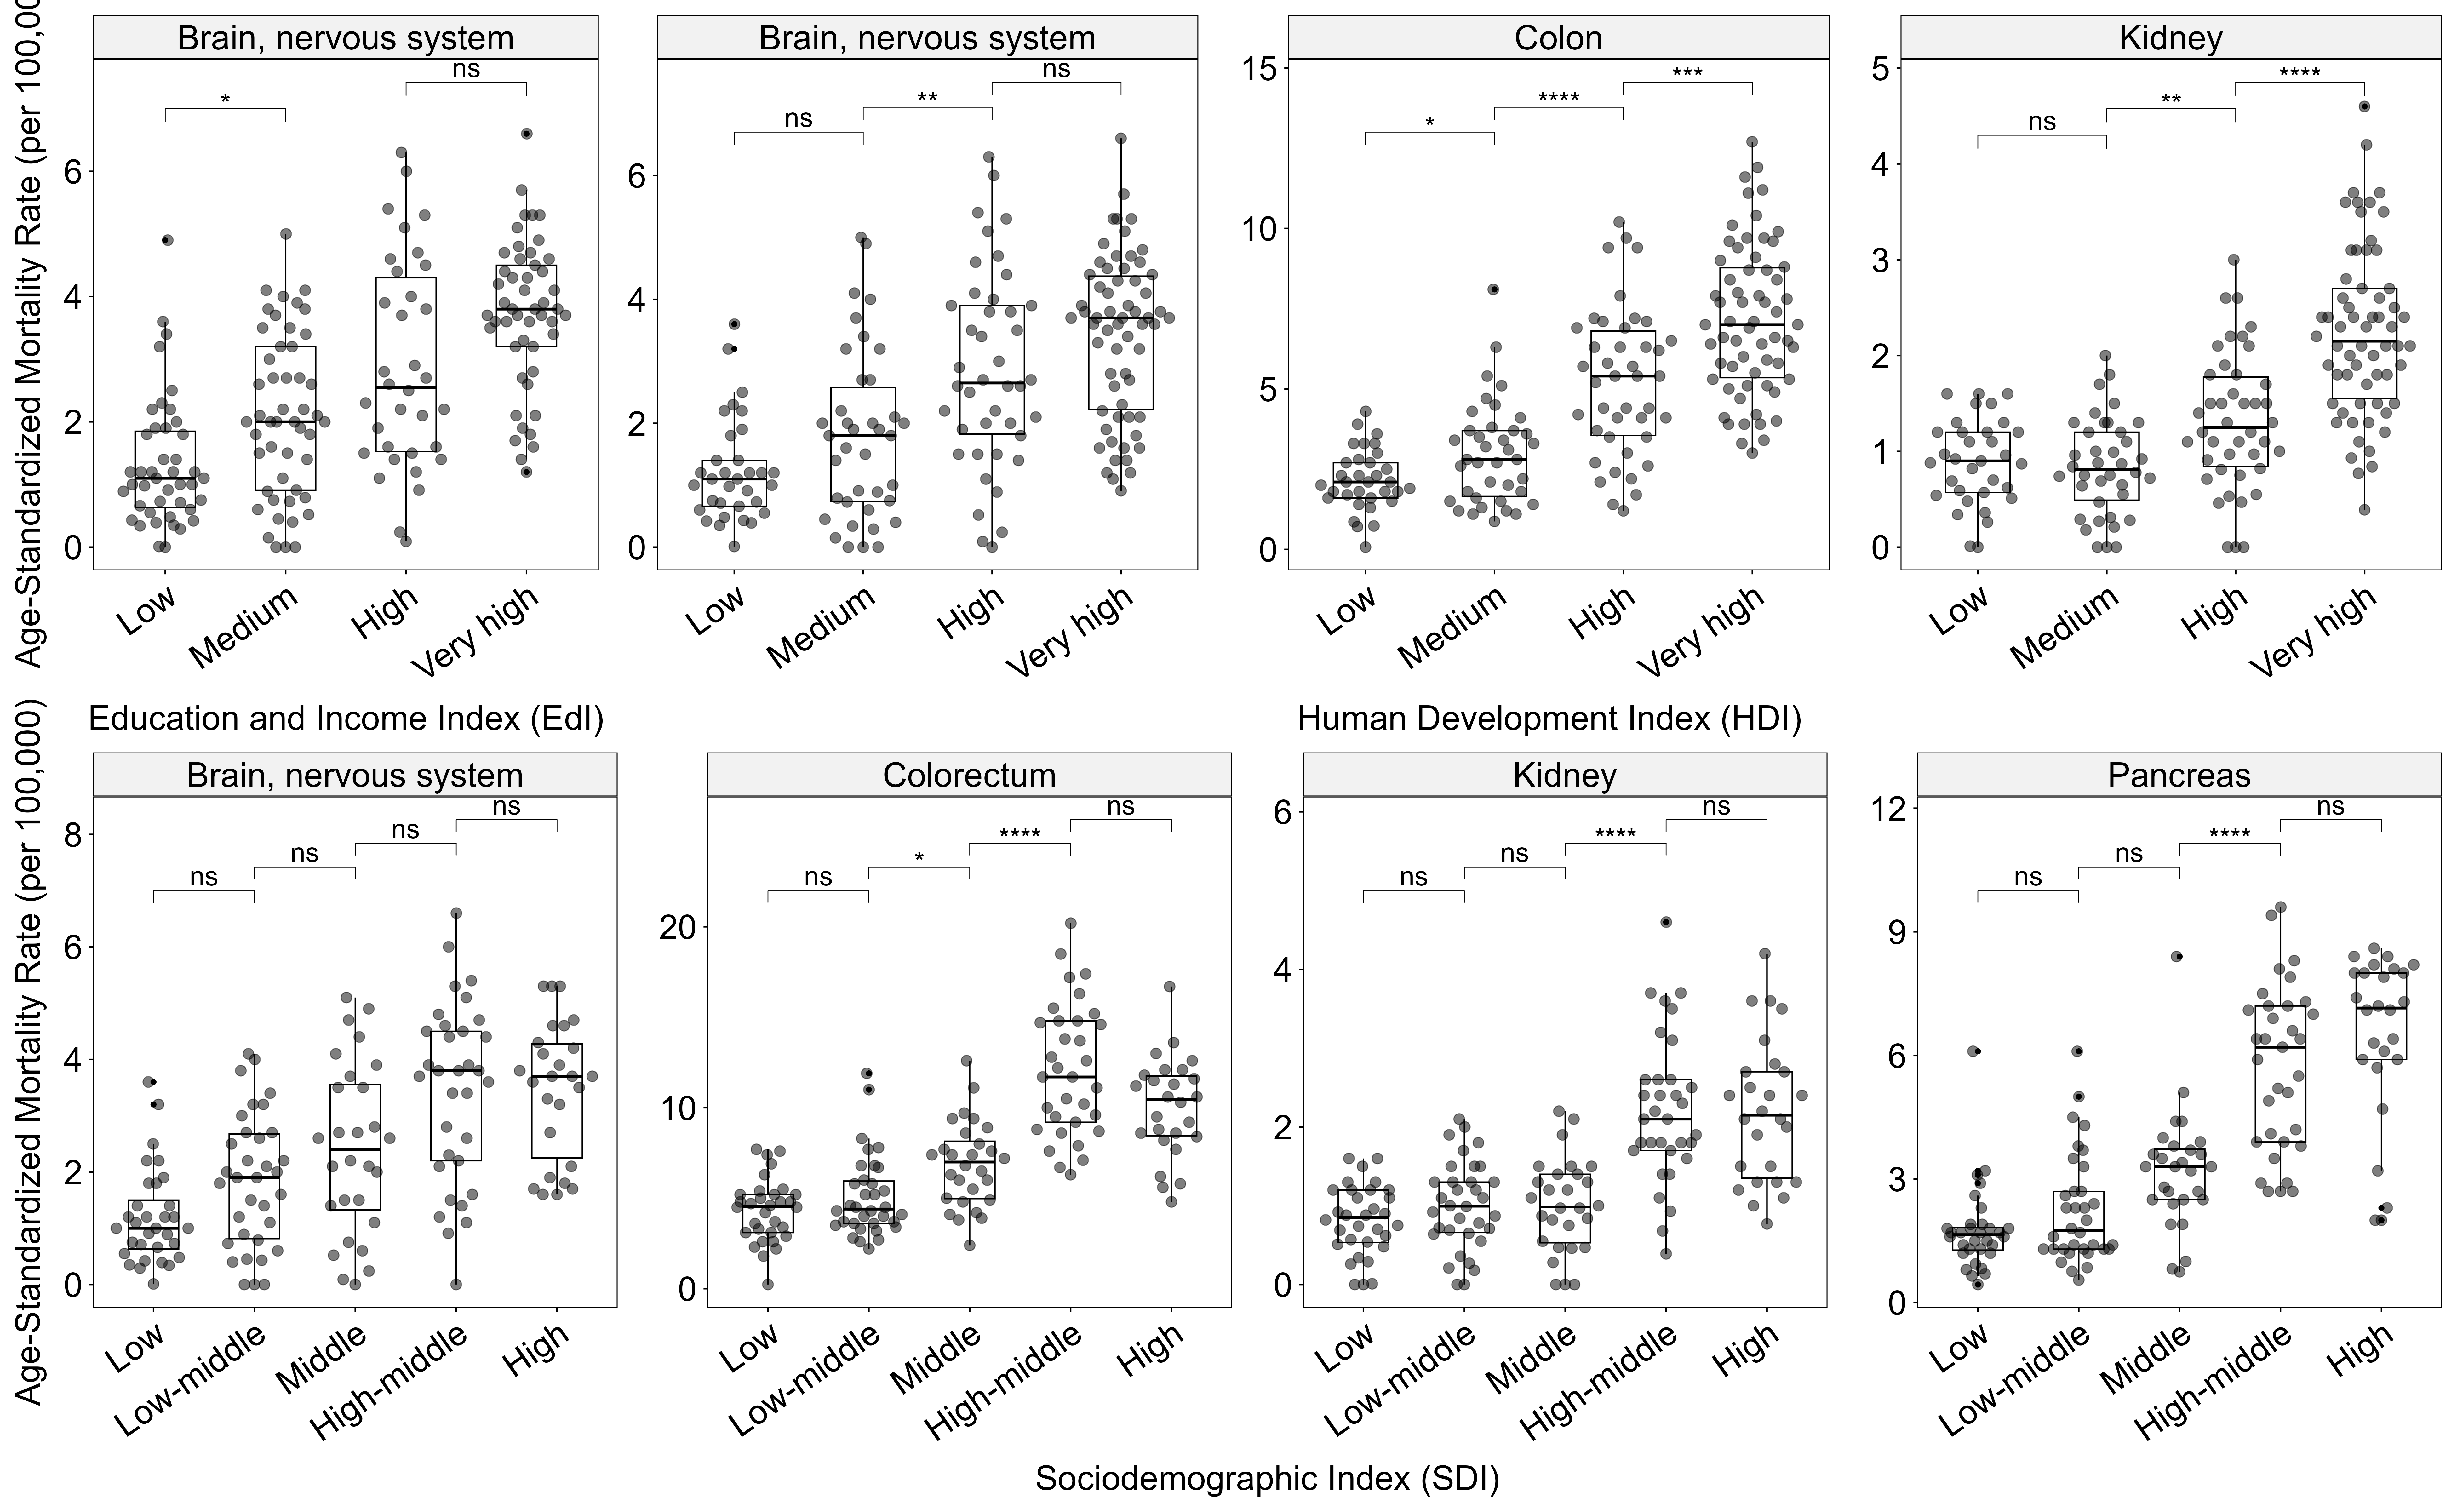 Age-Standardized Mortality Rate (per 100,00
Brain, nervous system
ns
*
6
4
2
0
Low
Medium
High
Very high
Education and Income Index (EdI)
Brain, nervous system
ns
**
ns
6
4
2
0
Low
Medium
High
Very high
Colon
***
****
*
15
10
5
0
Low
Medium
High
Very high
Kidney
****
**
ns
5
4
3
2
1
0
Low
Medium
High
Very high
Human Development Index (HDI)
Age-Standardized Mortality Rate (per 100,000)
Brain, nervous system
ns
ns
ns
ns
8
6
4
2
0
Low
Low-middle
Middle
High-middle
High
Colorectum
ns
****
*
ns
20
10
0
Low
Low-middle
Middle
High-middle
High
Kidney
ns
****
ns
ns
6
4
2
0
Low
Low-middle
Middle
High-middle
High
Pancreas
ns
****
ns
ns
12
9
6
3
0
Low
Low-middle
Middle
High-middle
High
Sociodemographic Index (SDI)